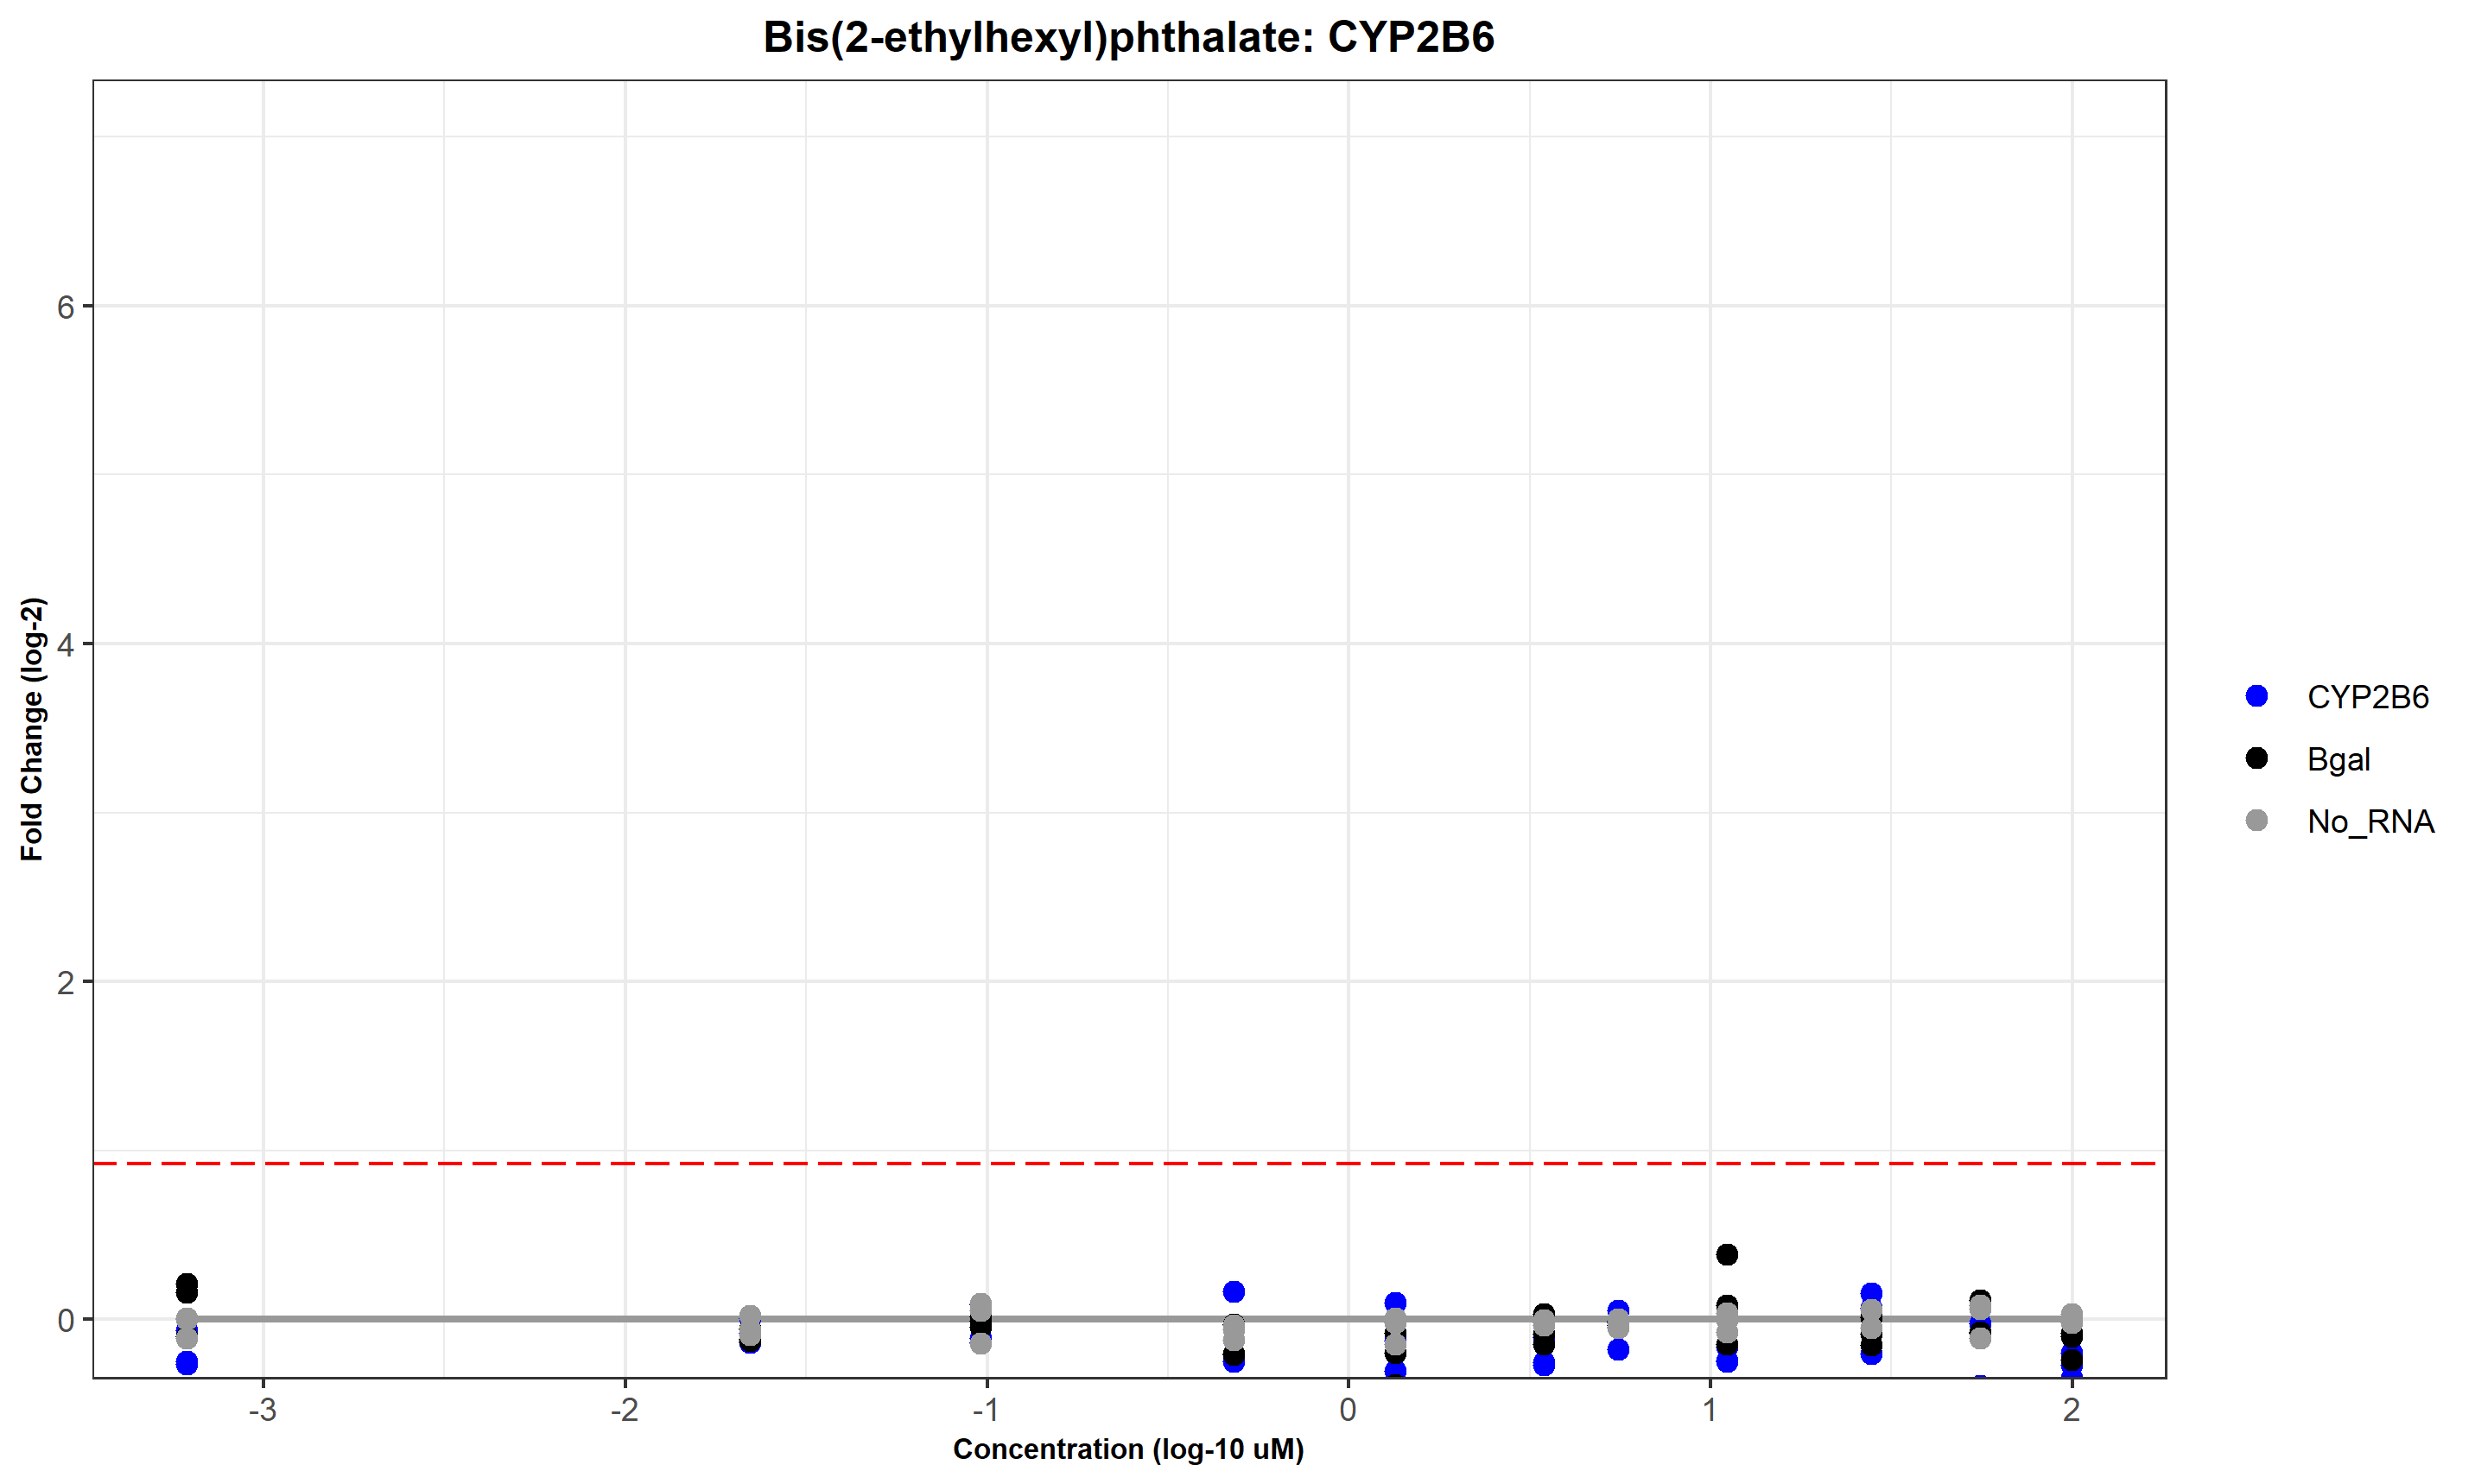 Bis(2-ethylhexyl)phthalate: CYP2B6
Fold Change (log-2)
6
4
2
0
-3
-2
-1
0
1
2
Concentration (log-10 uM)
CYP2B6
Bgal
No_RNA